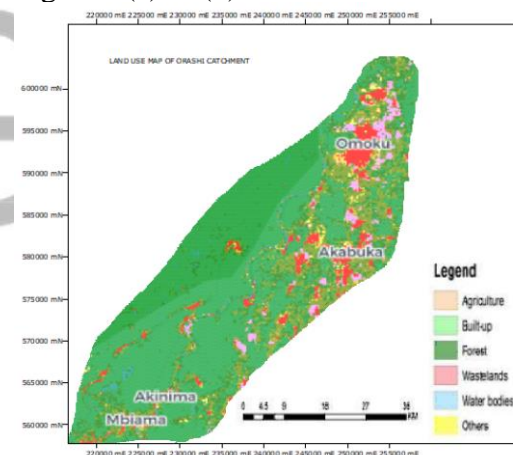 220000 mE 225000 mE 230000 mE 235000 mE 240000 mE 245000 mE 250000 mE 255000 mE
LAND USE MAP OF ORASHI CATCHMENT
600000 mN
595000 mN
Omoku
590000 mN
585000 mN
580000 mN
Akabuka
Legend
575000 mN
Agriculture
Built-up
570000 mN
Forest
565000 mN
Wastelands
Akinima
Water bodies
Mbiama
560000 mN
Others
0 4.5 9 18 27 36
KM
220000 mE 225000 mE 230000 mE 235000 mE 240000 mE 245000 mE 250000 mE 255000 mE